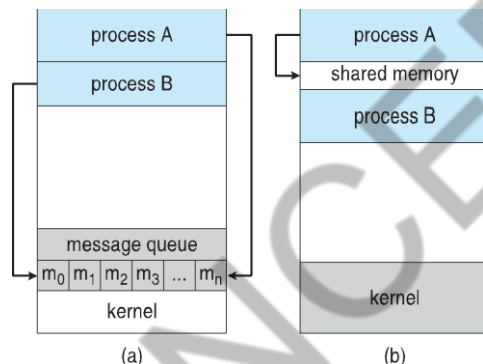 process A
process B
message queue
m0 m1 m2 m3 ... mn
kernel
(a)
process A
shared memory
process B
kernel
(b)